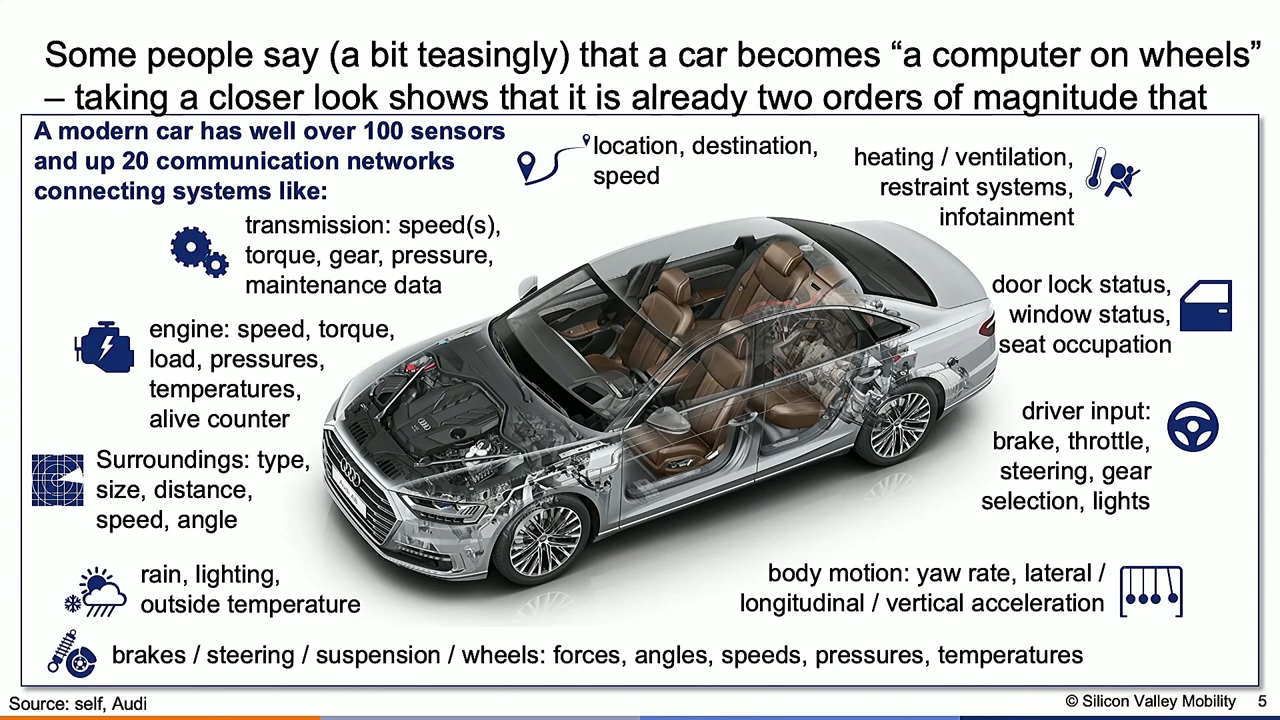 Some people say (a bit teasingly) that a car becomes “a computer on wheels”
– taking a closer look shows that it is already two orders of magnitude that
A modern car has well over 100 sensors
and up 20 communication networks
connecting systems like:
location, destination,
speed
heating / ventilation,
restraint systems,
infotainment
transmission: speed(s),
torque, gear, pressure,
maintenance data
door lock status,
window status,
seat occupation
engine: speed, torque,
load, pressures,
temperatures,
alive counter
driver input:
brake, throttle,
steering, gear
selection, lights
Surroundings: type,
size, distance,
speed, angle
rain, lighting,
outside temperature
body motion: yaw rate, lateral /
longitudinal / vertical acceleration
brakes / steering / suspension / wheels: forces, angles, speeds, pressures, temperatures
Source: self, Audi
© Silicon Valley Mobility 5